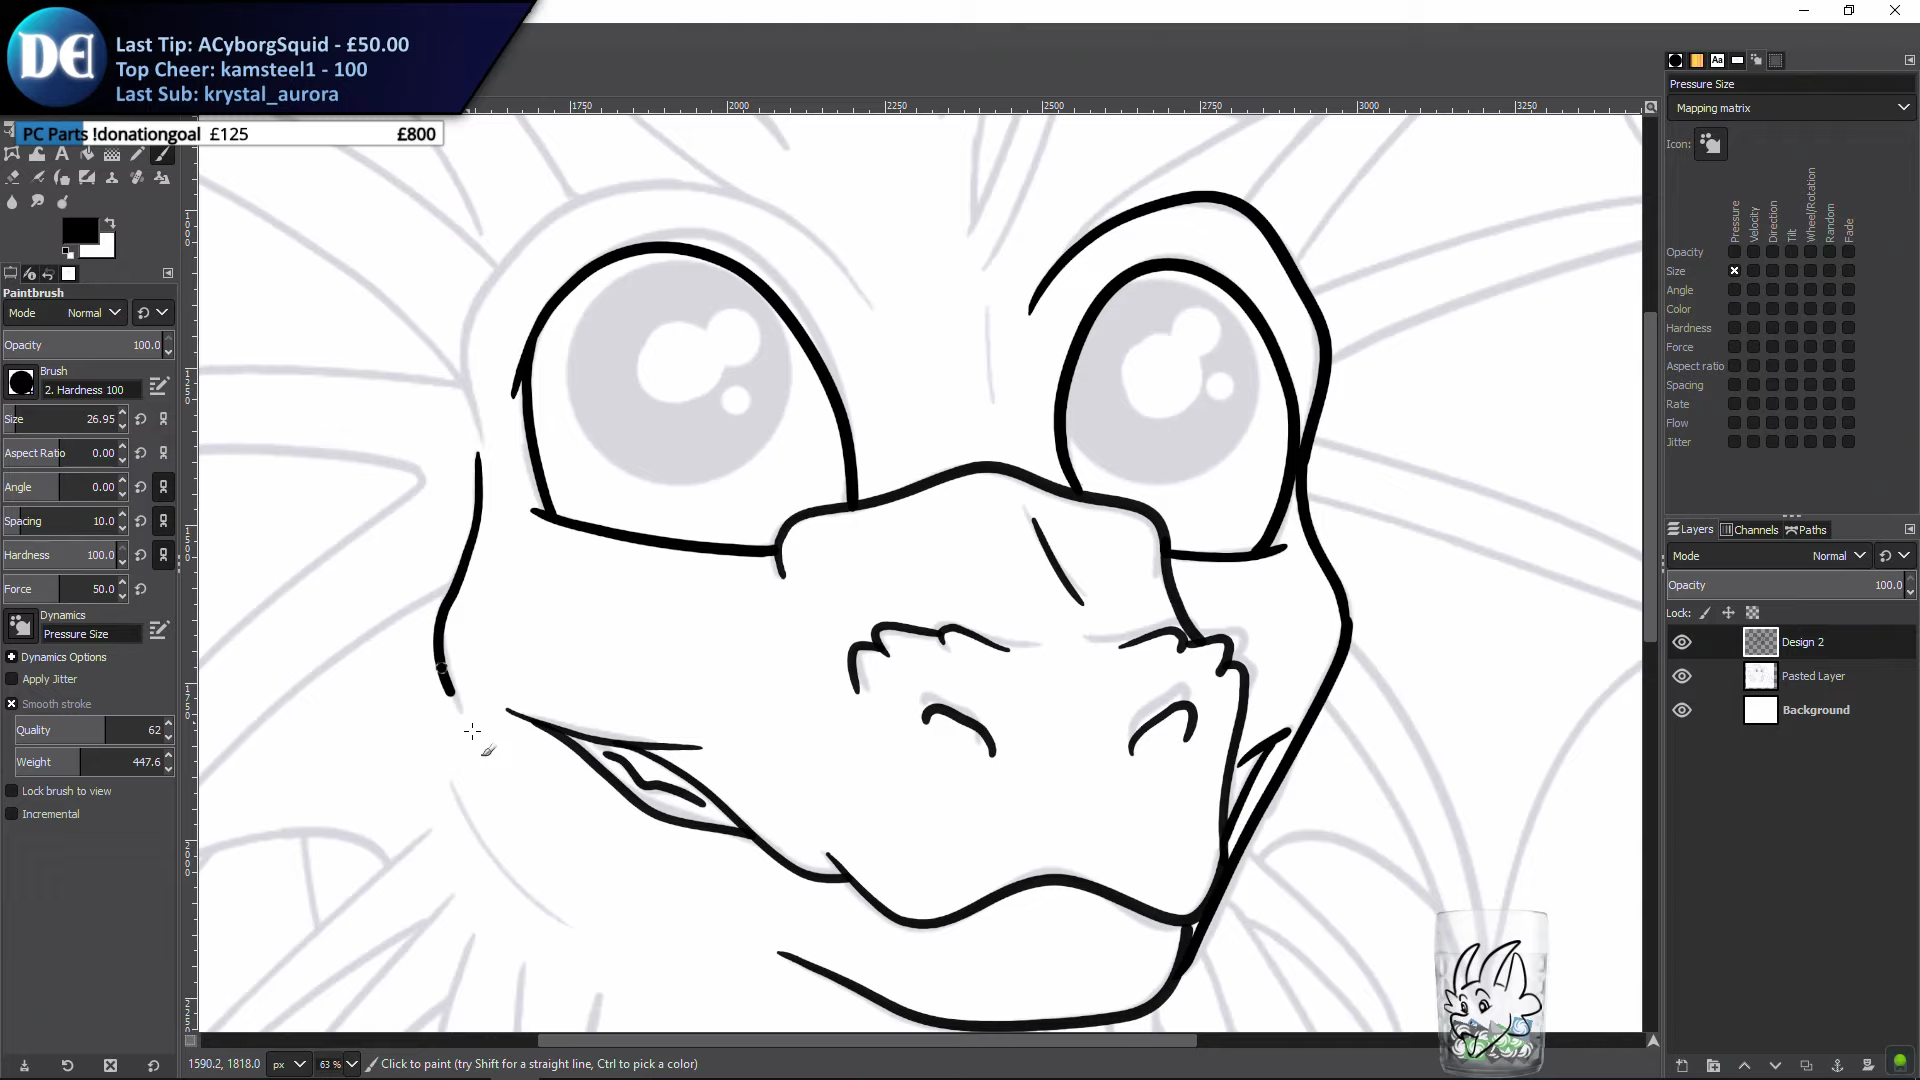 DE
Last Tip: ACyborgSquid - £50.00
Top Cheer: kamsteel1 - 100
Last Sub: krystal_aurora
PC Parts !donationgoal £125 £800
1750 2000 2250 2500 2750 3000 3250
Paintbrush
Mode Normal
Opacity 100.0
Brush
2. Hardness 100
Size 26.95
Aspect Ratio 0.00
Angle 0.00
Spacing 10.0
Hardness 100.0
Force 50.0
Dynamics
Pressure Size
Dynamics Options
Apply Jitter
Smooth stroke
Quality 62
Weight 447.6
Lock brush to view
Incremental
1590.2, 1818.0 px 63 % Click to paint (try Shift for a straight line, Ctrl to pick a color)
Aa
Pressure Size
Mapping matrix
Icon:
Pressure Velocity Direction Tilt Wheel/Rotation Random Fade
Opacity
Size
Angle
Color
Hardness
Force
Aspect ratio
Spacing
Rate
Flow
Jitter
Layers Channels Paths
Mode Normal
Opacity 100.0
Lock:
Design 2
Pasted Layer
Background